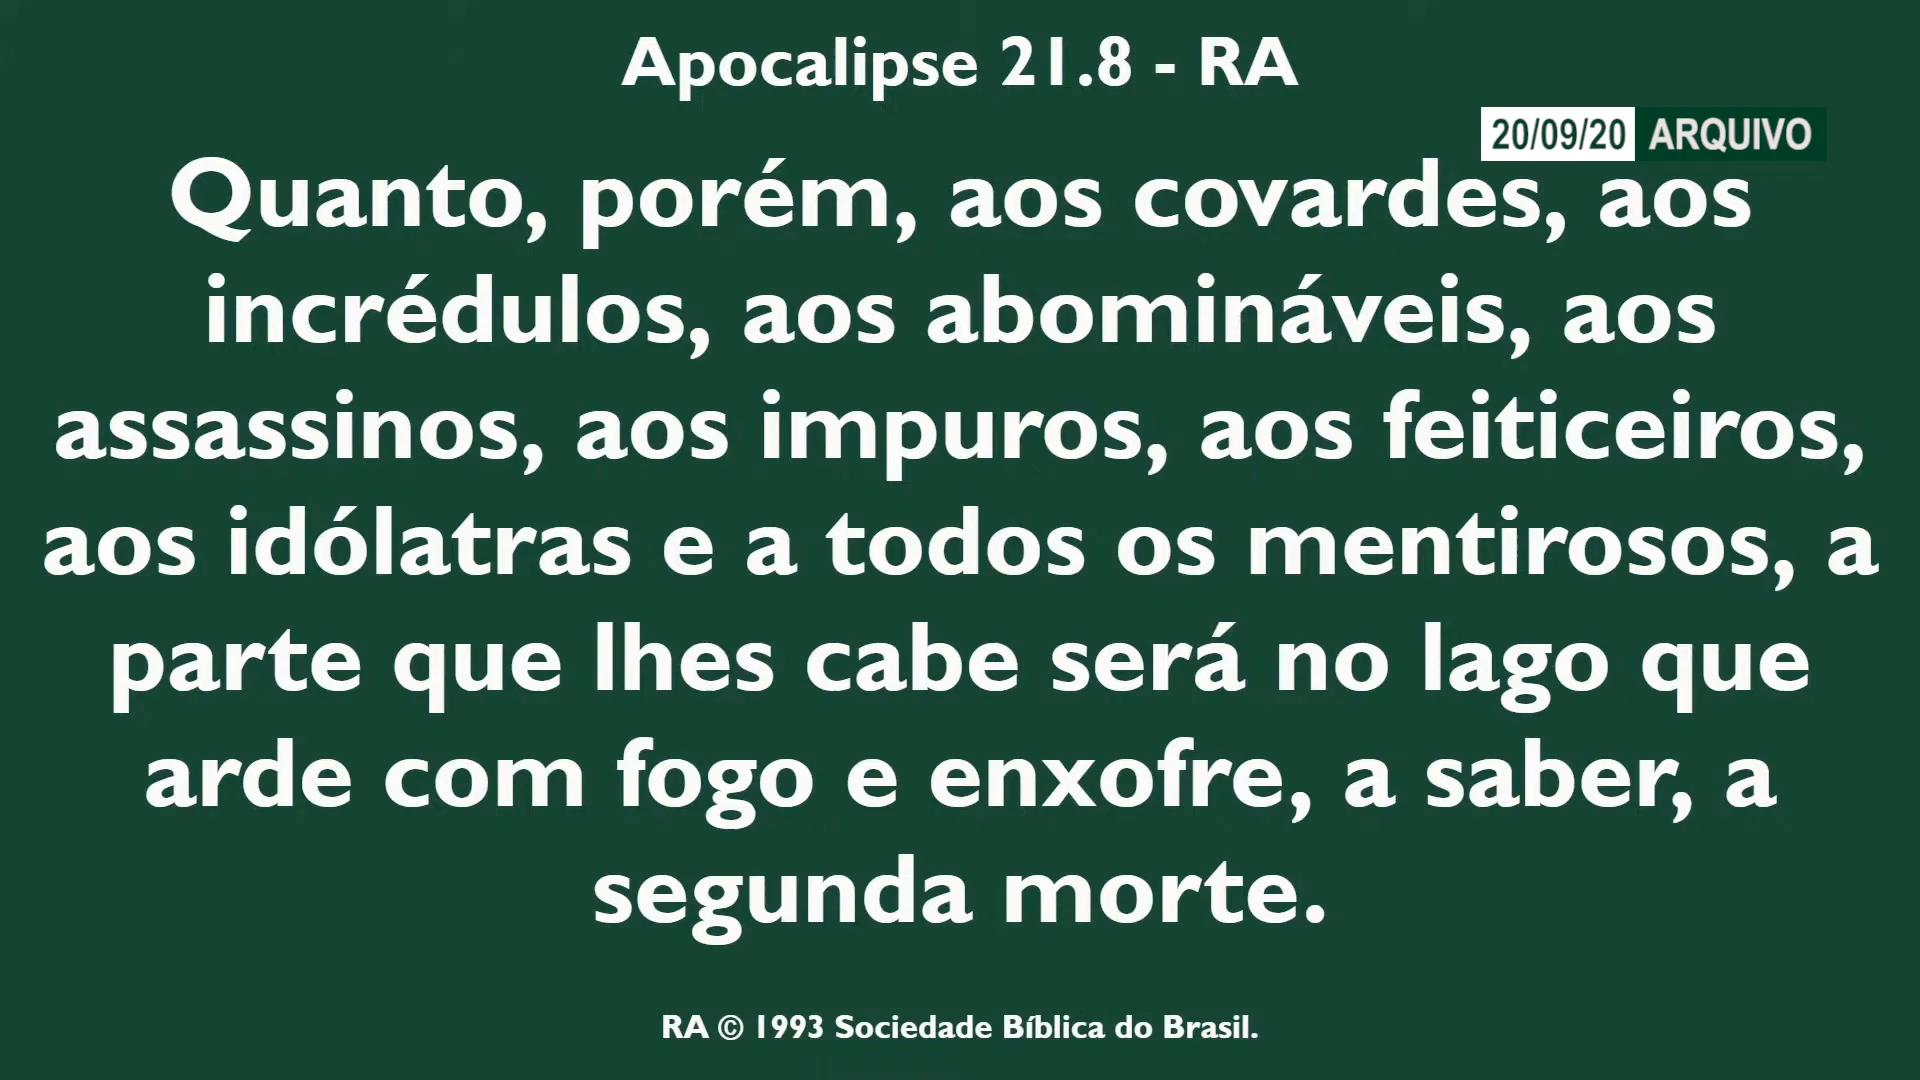 Apocalipse 21.8 - RA
20/09/20 ARQUIVO
Quanto, porém, aos covardes, aos
incrédulos, aos abomináveis, aos
assassinos, aos impuros, aos feiticeiros,
aos idólatras e a todos os mentirosos, a
parte que lhes cabe será no lago que
arde com fogo e enxofre, a saber, a
segunda morte.
RA © 1993 Sociedade Bíblica do Brasil.